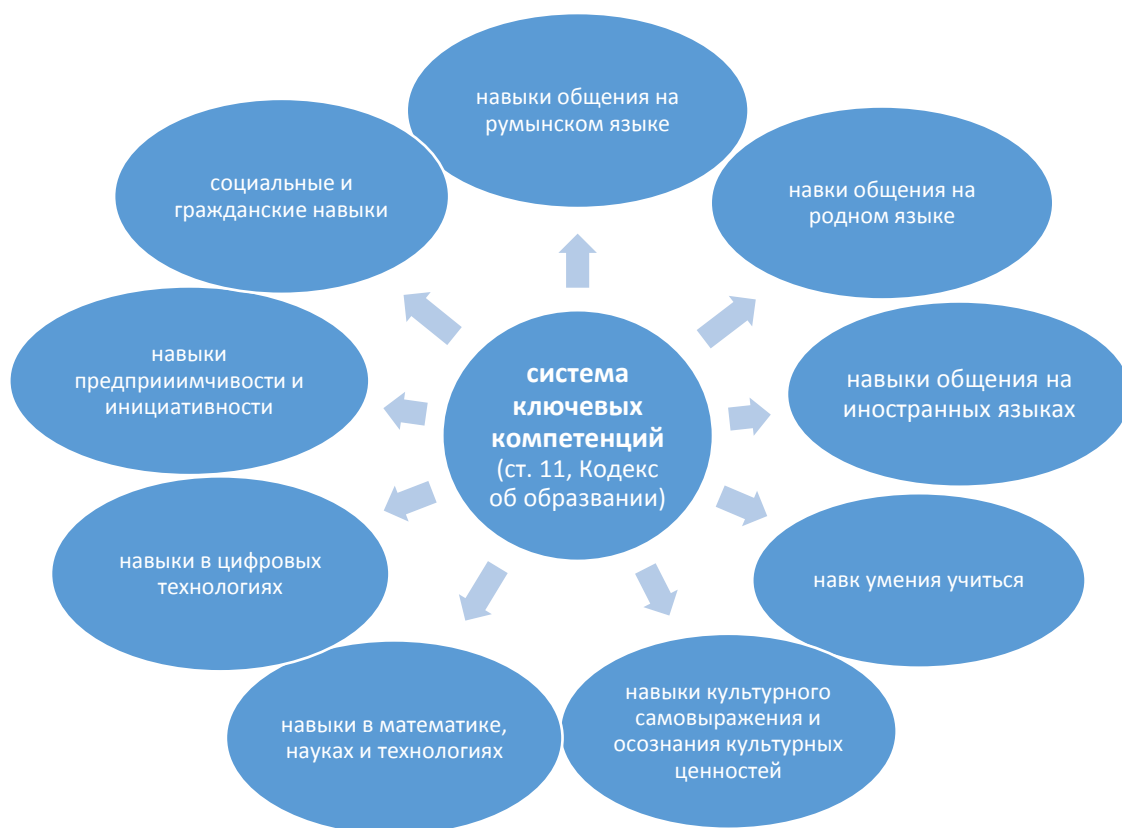 навыки общения на
румынском языке
навки общения на
родном языке
навыки общения на
иностранных языках
навк умения учиться
навыки культурного
самовыражения и
осознания культурных
ценностей
навыки в математике,
науках и технологиях
навыки в цифровых
технологиях
навыки
предприиимчивости и
инициативности
социальные и
гражданские навыки
система
ключевых
компетенций
(ст. 11, Кодекс
об образвании)